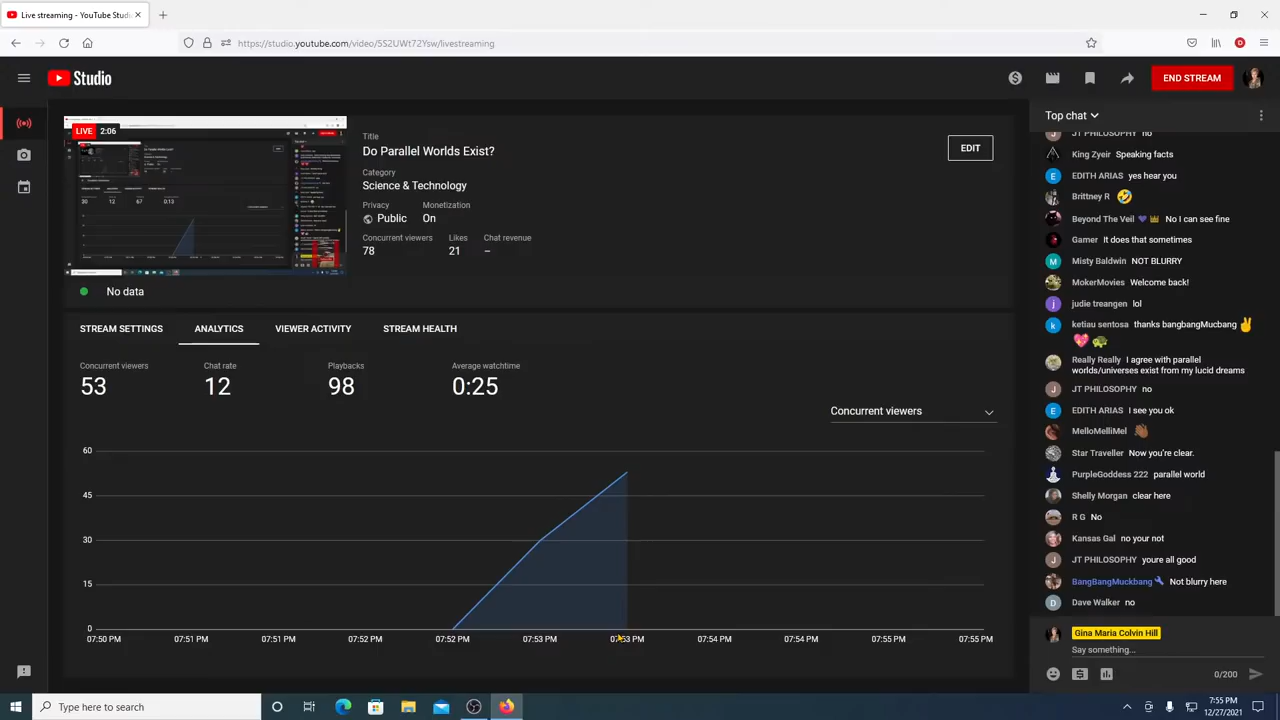 Live streaming - YouTube Stud
https://studio.youtube.com/video/5S2UWt72Ysw/livestreaming
Studio
END STREAM
LIVE 2:06
Title
Do Parallel Worlds Exist?
EDIT
Category
Science & Technology
Privacy Monetization
Public On
Concurrent viewers Likes Chat revenue
78 21 –
No data
STREAM SETTINGS ANALYTICS VIEWER ACTIVITY STREAM HEALTH
Concurrent viewers Chat rate Playbacks Average watchtime
53 12 98 0:25
Concurrent viewers
60
45
30
15
0
07:50 PM 07:51 PM 07:51 PM 07:52 PM 07:52 PM 07:53 PM 07:53 PM 07:54 PM 07:54 PM 07:55 PM 07:55 PM
Top chat
JT PHILOSOPHY no
King Zyeir Speaking facts
EDITH ARIAS yes hear you
Brittney R 🤣
Beyond The Veil 💜 👑 No I can see fine
Gamer It does that somnimes
Misty Baldwin NOT BLURRY
MokerMovies Welcome back!
judie treangen lol
ketiau sentosa thanks bangbangMucbang ✌
💖 🐢
Really Really I agree with parallel
worlds/universes exist from my lucid dreams
JT PHILOSOPHY no
EDITH ARIAS I see you ok
MelloMelliMel 👋🏾
Star Traveller Now you're clear.
PurpleGoddess 222 parallel world
Shelly Morgan clear here
R G No
Kansas Gal no your not
JT PHILOSOPHY youre all good
BangBangMuckbang Not blurry here
Dave Walker no
Gina Maria Colvin Hill
Say something...
0/200
Type here to search
7:55 PM
12/27/2021